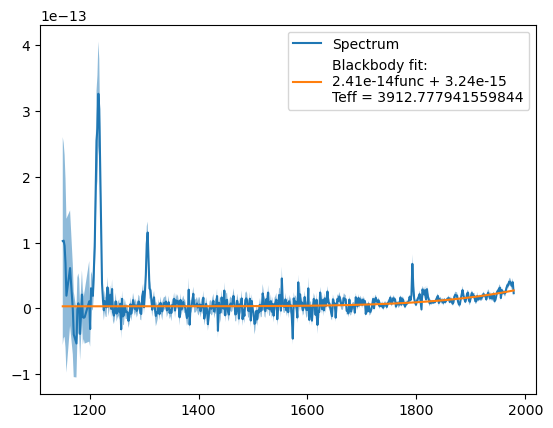 1e−13
Spectrum
Blackbody fit:
2.41e-14func + 3.24e-15
Teff = 3912.777941559844
4
3
2
1
0
−1
1200
1400
1600
1800
2000